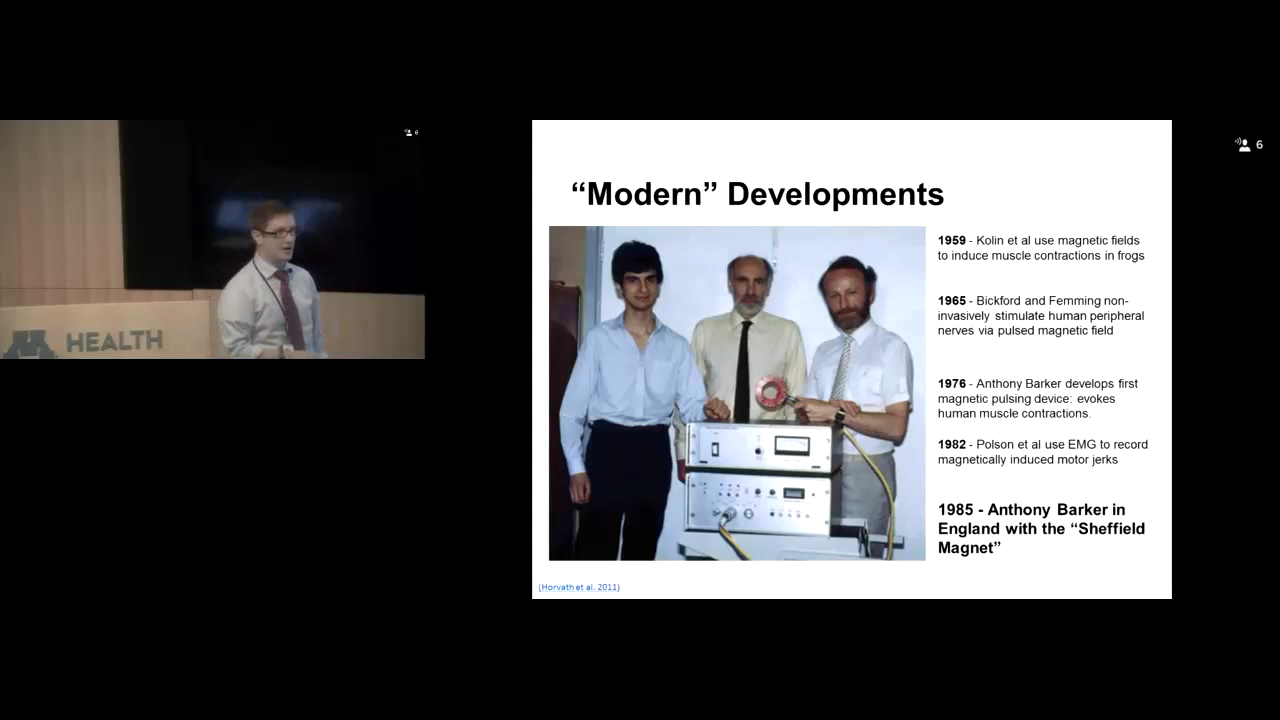 6
HEALTH
“Modern” Developments
1959 - Kolin et al use magnetic fields
to induce muscle contractions in frogs
1965 - Bickford and Femming non-
invasively stimulate human peripheral
nerves via pulsed magnetic field
1976 - Anthony Barker develops first
magnetic pulsing device: evokes
human muscle contractions.
1982 - Polson et al use EMG to record
magnetically induced motor jerks
1985 - Anthony Barker in
England with the “Sheffield
Magnet”
(Horvath et al. 2011)
6